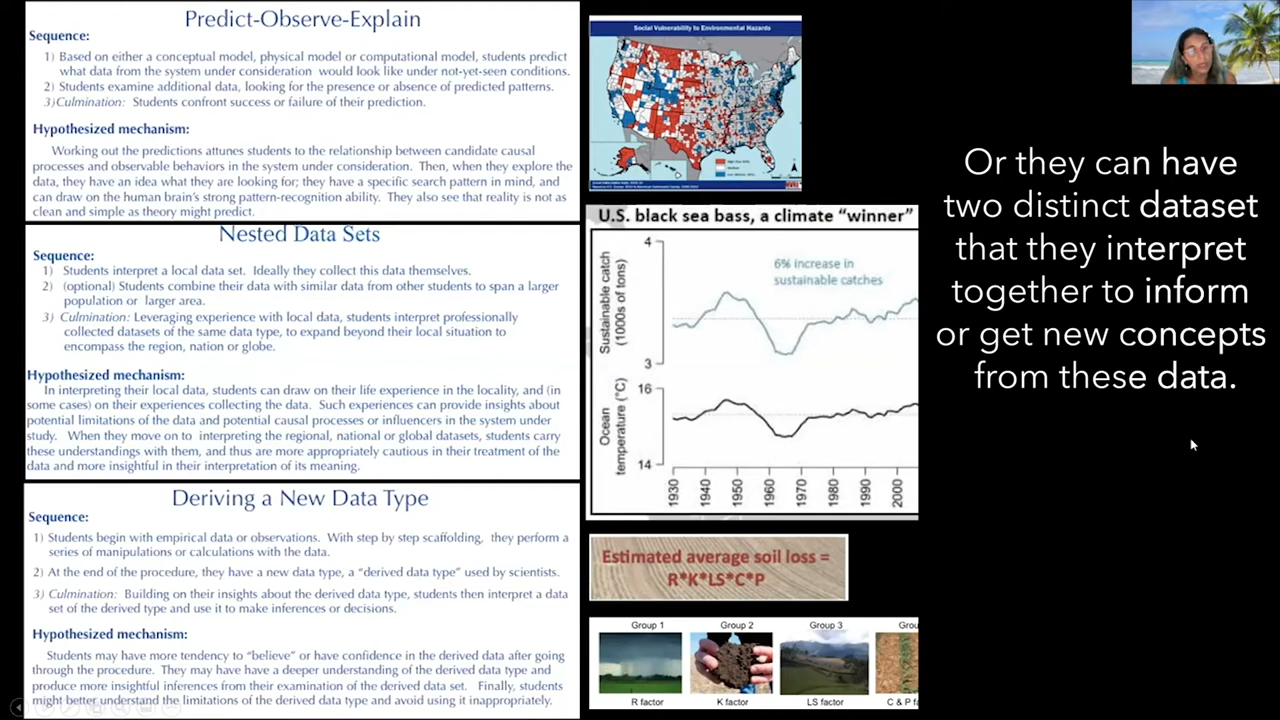 Predict-Observe-Explain
Sequence:
1) Based on either a conceptual model, physical model or computational model, students predict
what data from the system under consideration would look like under not-yet-seen conditions.
2) Students examine additional data, looking for the presence or absence of predicted patterns.
3) Culmination: Students confront success or failure of their prediction.
Hypothesized mechanism:
Working out the predictions attunes students to the relationship between candidate causal
processes and observable behaviors in the system under consideration. Then, when they explore the
data, they have an idea what they are looking for; they have a specific search pattern in mind, and
can draw on the human brain's strong pattern-recognition ability. They also see that reality is not as
clean and simple as theory might predict.
Nested Data Sets
Sequence:
1) Students interpret a local data set. Ideally they collect this data themselves.
2) (optional) Students combine their data with similar data from other students to span a larger
population or larger area.
3) Culmination: Leveraging experience with local data, students interpret professionally
collected datasets of the same data type, to expand beyond their local situation to
encompass the region, nation or globe.
Hypothesized mechanism:
In interpreting their local data, students can draw on their life experience in the locality, and (in
some cases) on their experiences collecting the data. Such experiences can provide insights about
potential limitations of the data and potential causal processes or influencers in the system under
study. When they move on to interpreting the regional, national or global datasets, students carry
these understandings with them, and thus are more appropriately cautious in their treatment of the
data and more insightful in their interpretation of its meaning.
Deriving a New Data Type
Sequence:
1) Students begin with empirical data or observations. With step by step scaffolding, they perform a
series of manipulations or calculations with the data.
2) At the end of the procedure, they have a new data type, a "derived data type" used by scientists.
3) Culmination: Building on their insights about the derived data type, students then interpret a data
set of the derived type and use it to make inferences or decisions.
Hypothesized mechanism:
Students may have more tendency to "believe" or have confidence in the derived data after going
through the procedure. They may have have a deeper understanding of the derived data type and
produce more insightful inferences from their examination of the derived data set. Finally, students
might better understand the limitations of the derived data type and avoid using it inappropriately.
Social Vulnerability to Environmental Hazards
U.S. black sea bass, a climate "winner"
Sustainable catch
(1000s of tons)
4
3
6% increase in
sustainable catches
Ocean
temperature (°C)
16
14
1930
1940
1950
1960
1970
1980
1990
2000
Estimated average soil loss =
R*K*LS*C*P
Group 1
Group 2
Group 3
Grou
R factor
K factor
LS factor
C & P fa
Or they can have
two distinct dataset
that they interpret
together to inform
or get new concepts
from these data.